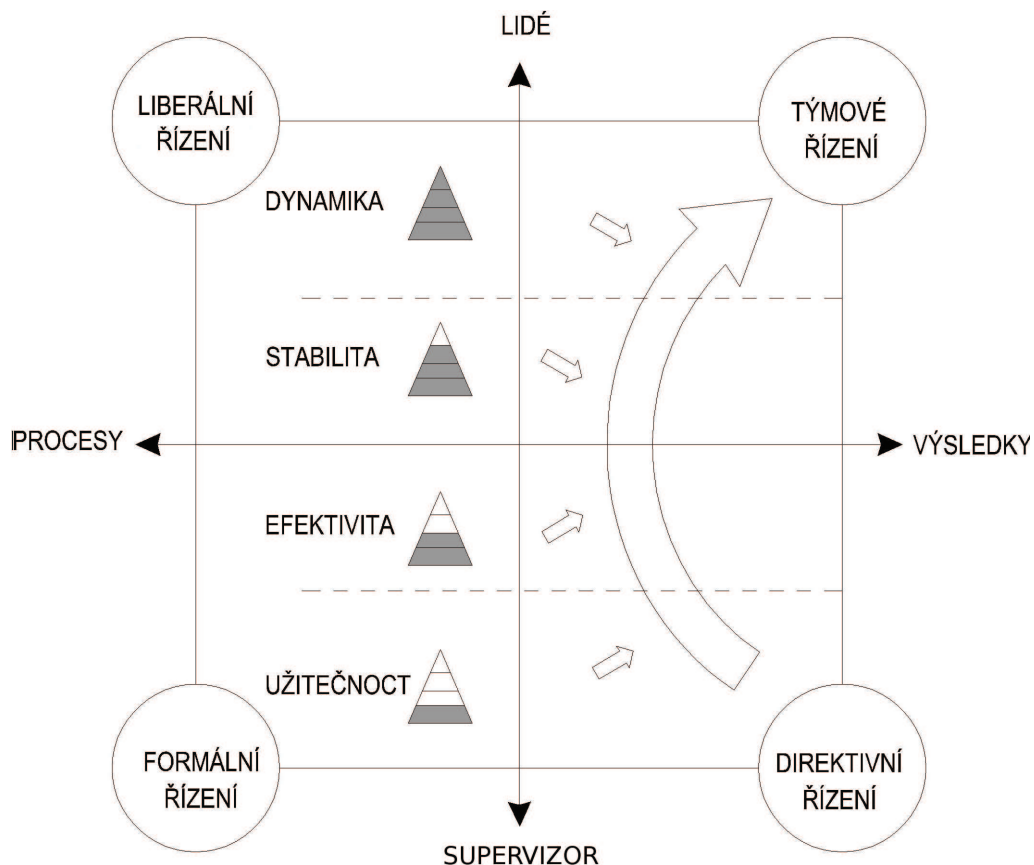 LIDÉ
LIBERÁLNÍ
ŘÍZENÍ
TÝMOVÉ
ŘÍZENÍ
DYNAMIKA
STABILITA
PROCESY
VÝSLEDKY
EFEKTIVITA
UŽITEČNOCT
FORMÁLNÍ
ŘÍZENÍ
DIREKTIVNÍ
ŘÍZENÍ
SUPERVIZOR